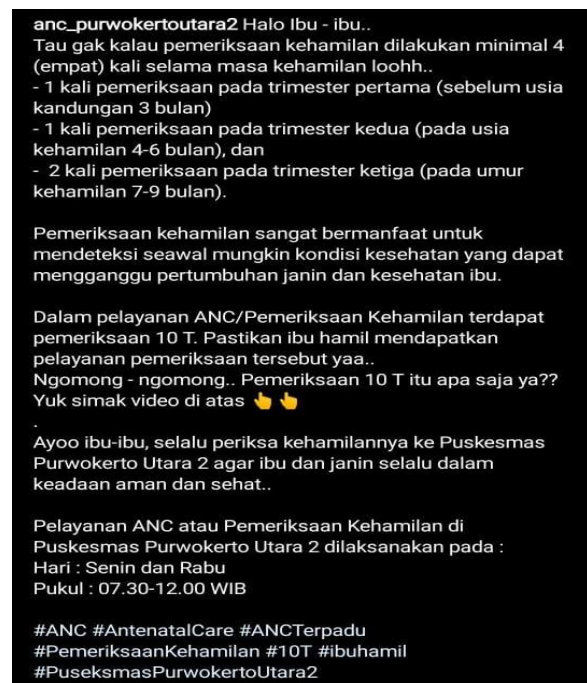 anc_purwokertoutara2 Halo Ibu - ibu..
Tau gak kalau pemeriksaan kehamilan dilakukan minimal 4
(empat) kali selama masa kehamilan loohh..
- 1 kali pemeriksaan pada trimester pertama (sebelum usia
kandungan 3 bulan)
- 1 kali pemeriksaan pada trimester kedua (pada usia
kehamilan 4-6 bulan), dan
- 2 kali pemeriksaan pada trimester ketiga (pada umur
kehamilan 7-9 bulan).
Pemeriksaan kehamilan sangat bermanfaat untuk
mendeteksi seawal mungkin kondisi kesehatan yang dapat
mengganggu pertumbuhan janin dan kesehatan ibu.
Dalam pelayanan ANC/Pemeriksaan Kehamilan terdapat
pemeriksaan 10 T. Pastikan ibu hamil mendapatkan
pelayanan pemeriksaan tersebut yaa..
Ngomong - ngomong.. Pemeriksaan 10 T itu apa saja ya??
Yuk simak video di atas 👆 👆
.
Ayoo ibu-ibu, selalu periksa kehamilannya ke Puskesmas
Purwokerto Utara 2 agar ibu dan janin selalu dalam
keadaan aman dan sehat..
Pelayanan ANC atau Pemeriksaan Kehamilan di
Puskesmas Purwokerto Utara 2 dilaksanakan pada :
Hari : Senin dan Rabu
Pukul : 07.30-12.00 WIB
#ANC #AntenatalCare #ANCTerpadu
#PemeriksaanKehamilan #10T #ibuhamil
#PuseksmasPurwokertoUtara2